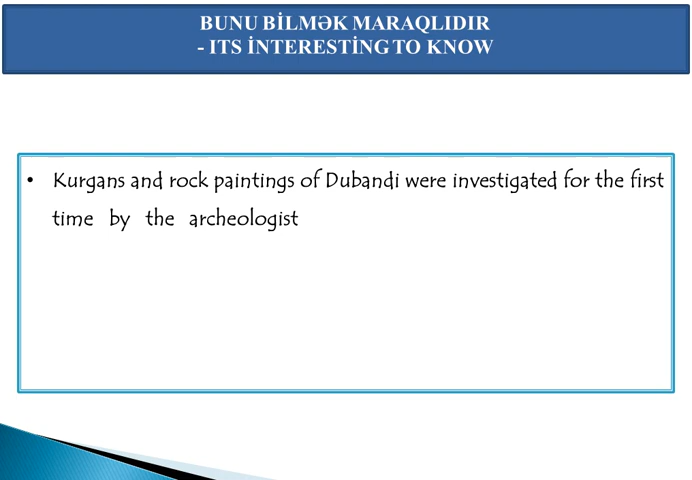 BUNU BİLMƏK MARAQLIDIR
- ITS İNTERESTİNG TO KNOW
• Kurgans and rock paintings of Dubandi were investigated for the first
time by the archeologist